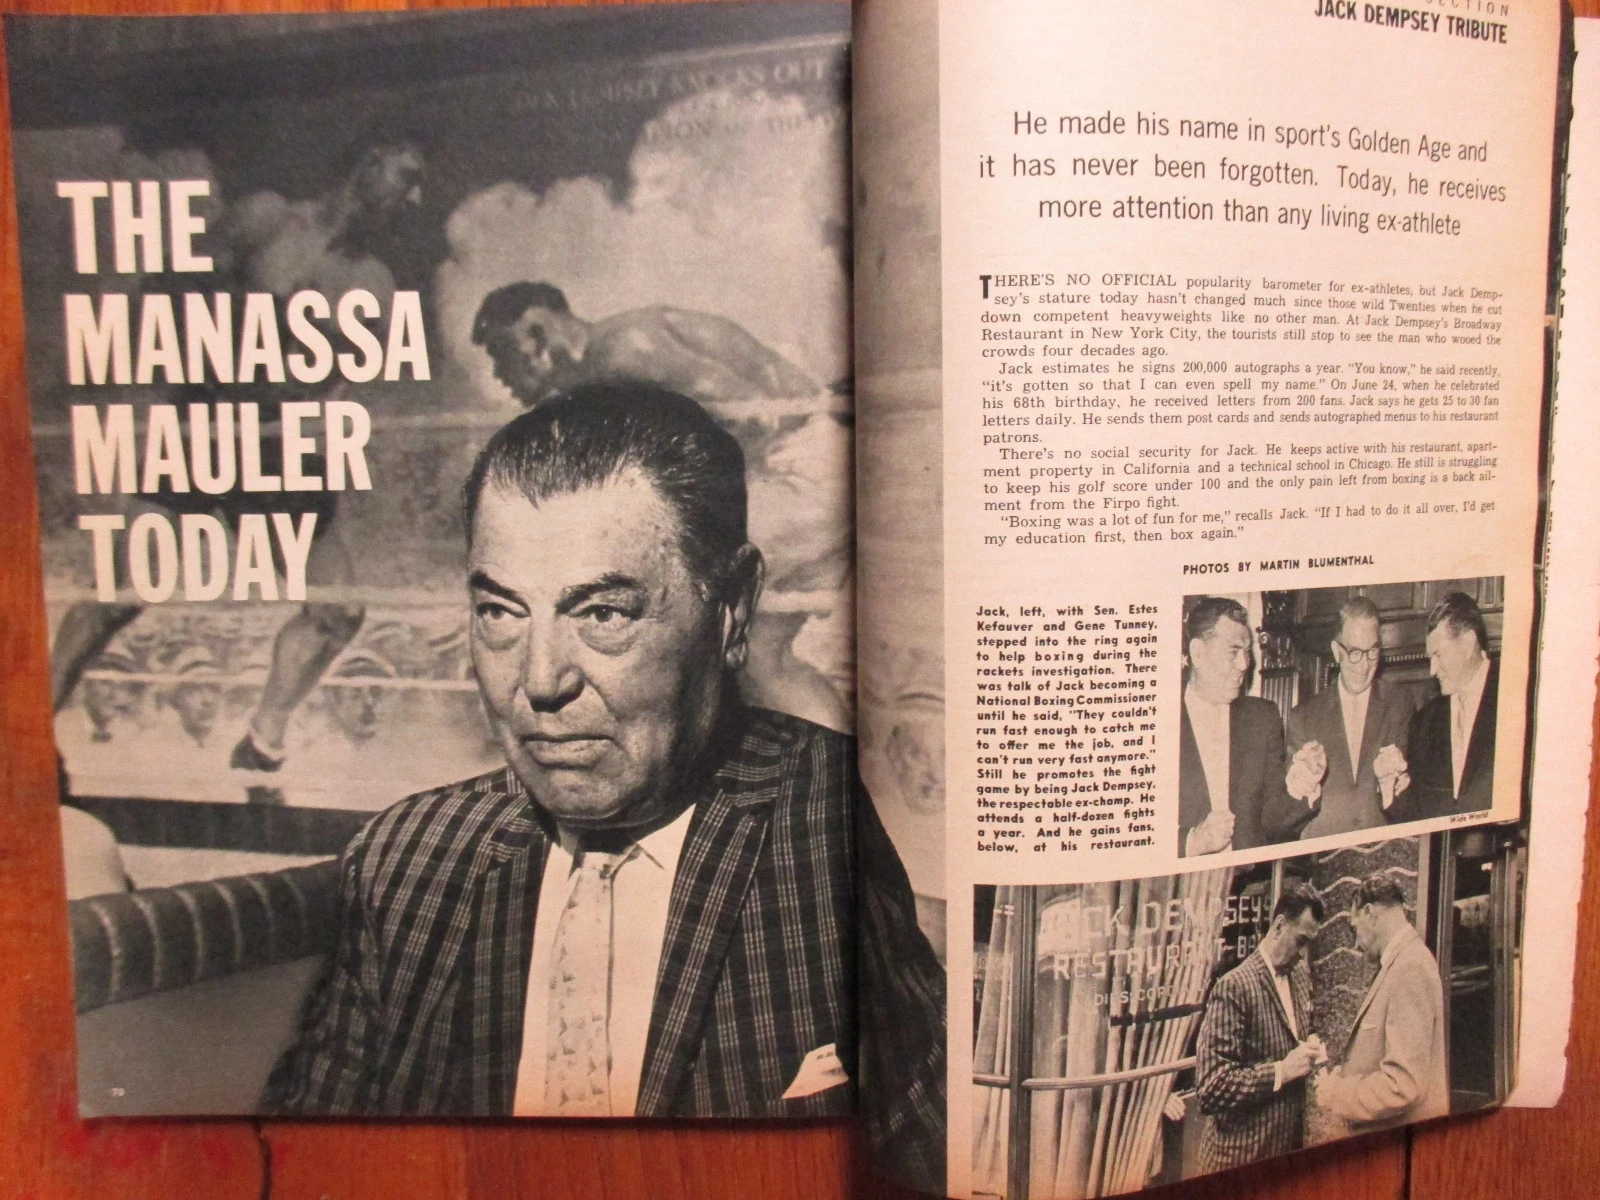 JACK DEMPSEY KNOCKS OUT
THE
MANASSA
MAULER
TODAY
SECTION
JACK DEMPSEY TRIBUTE
He made his name in sport's Golden Age and
it has never been forgotten. Today, he receives
more attention than any living ex-athlete
THERE'S NO OFFICIAL popularity barometer for ex-athletes, but Jack Demp-
sey's stature today hasn't changed much since those wild Twenties when he cut
down competent heavyweights like no other man. At Jack Dempsey's Broadway
Restaurant in New York City, the tourists still stop to see the man who wooed the
crowds four decades ago.
Jack estimates he signs 200,000 autographs a year. "You know," he said recently,
"it's gotten so that I can even spell my name." On June 24, when he celebrated
his 68th birthday, he received letters from 200 fans. Jack says he gets 25 to 30 fan
letters daily. He sends them post cards and sends autographed menus to his restaurant
patrons.
There's no social security for Jack. He keeps active with his restaurant, apart-
ment property in California and a technical school in Chicago. He still is struggling
to keep his golf score under 100 and the only pain left from boxing is a back ail-
ment from the Firpo fight.
"Boxing was a lot of fun for me," recalls Jack. "If I had to do it all over, I'd get
my education first, then box again."
PHOTOS BY MARTIN BLUMENTHAL
Jack, left, with Sen. Estes
Kefauver and Gene Tunney,
stepped into the ring again
to help boxing during the
rackets investigation. There
was talk of Jack becoming a
National Boxing Commissioner
until he said, "They couldn't
run fast enough to catch me
to offer me the job, and I
can't run very fast anymore."
Still he promotes the fight
game by being Jack Dempsey,
the respectable ex-champ. He
attends a half-dozen fights
a year. And he gains fans,
below, at his restaurant.
Wide World
JACK DEMPSEY'S
RESTAURANT-BA